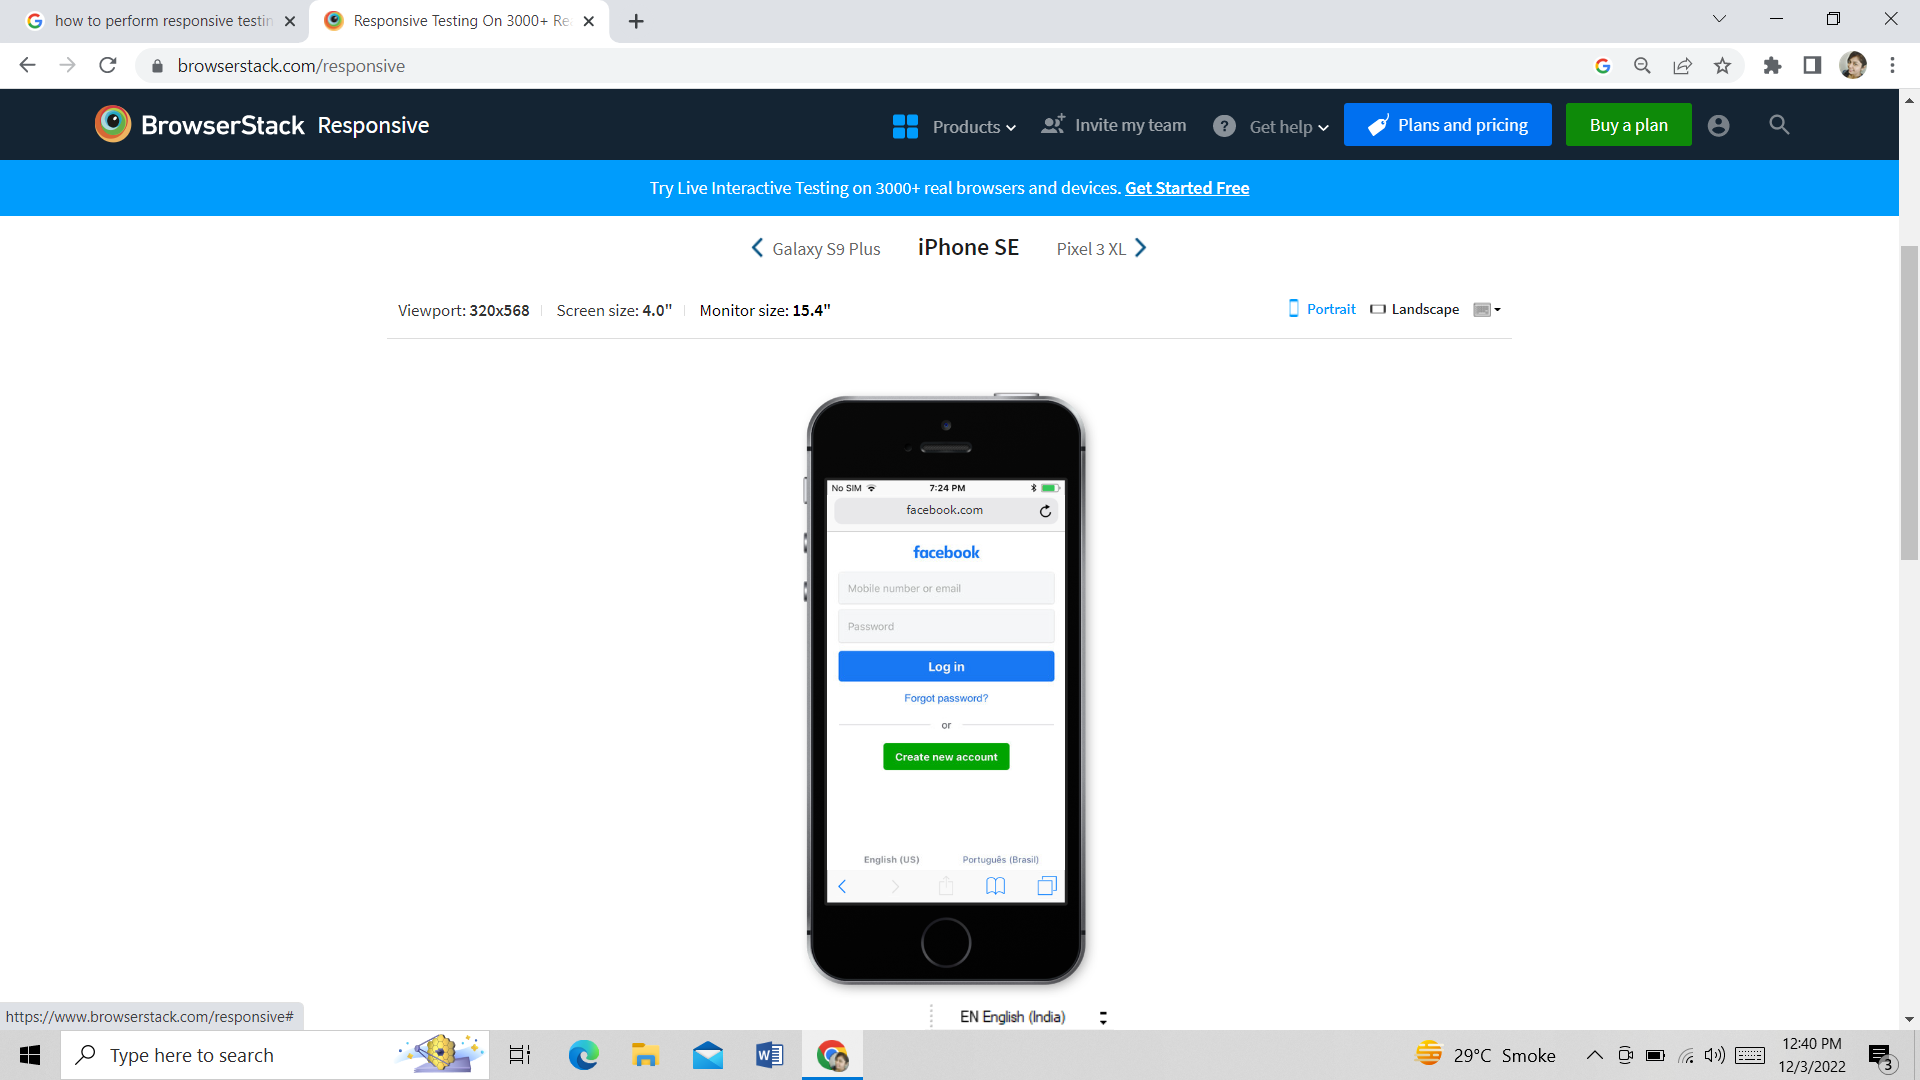 how to perform responsive testin
Responsive Testing On 3000+ Re
browserstack.com/responsive
BrowserStack Responsive
Products
Invite my team
Get help
Plans and pricing
Buy a plan
Try Live Interactive Testing on 3000+ real browsers and devices. Get Started Free
Galaxy S9 Plus
iPhone SE
Pixel 3 XL
Viewport: 320x568
Screen size: 4.0"
Monitor size: 15.4"
Portrait
Landscape
No SIM
7:24 PM
facebook.com
facebook
Mobile number or email
Password
Log in
Forgot password?
or
Create new account
English (US)
Português (Brasil)
https://www.browserstack.com/responsive#
EN English (India)
Type here to search
29°C Smoke
12:40 PM
12/3/2022
3